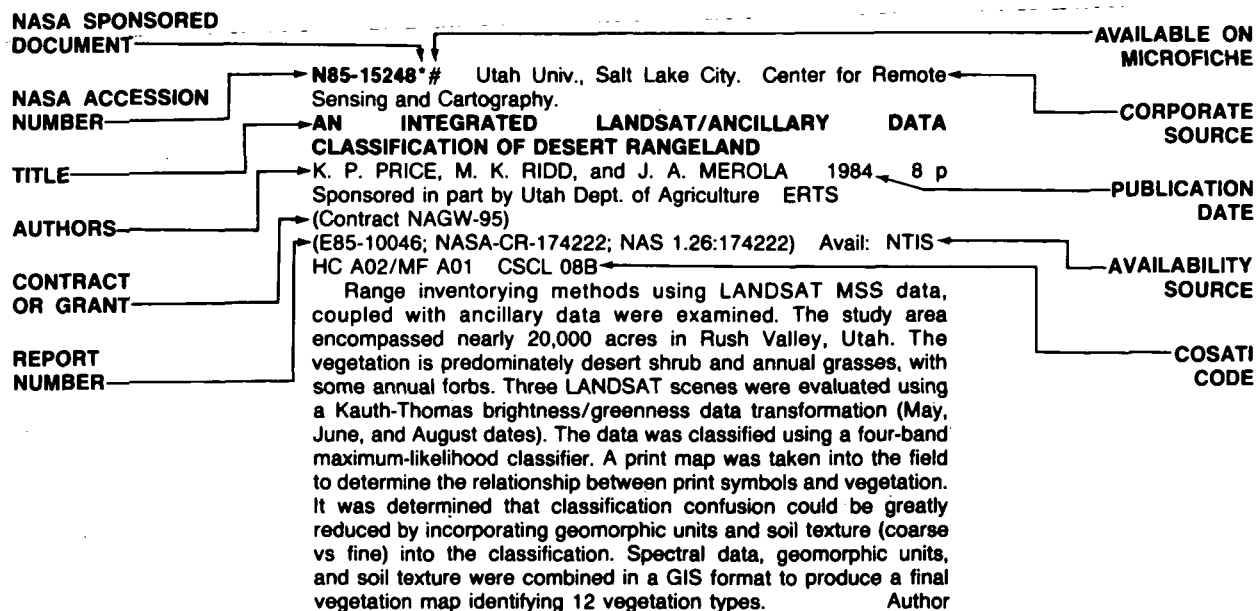 NASA SPONSORED
DOCUMENT
AVAILABLE ON
MICROFICHE
N85-15248*# Utah Univ., Salt Lake City. Center for Remote
Sensing and Cartography.
NASA ACCESSION
NUMBER
CORPORATE
SOURCE
AN INTEGRATED LANDSAT/ANCILLARY DATA
CLASSIFICATION OF DESERT RANGELAND
TITLE
K. P. PRICE, M. K. RIDD, and J. A. MEROLA 1984 8 p
Sponsored in part by Utah Dept. of Agriculture ERTS
PUBLICATION
DATE
AUTHORS
(Contract NAGW-95)
(E85-10046; NASA-CR-174222; NAS 1.26:174222) Avail: NTIS
HC A02/MF A01 CSCL 08B
CONTRACT
OR GRANT
AVAILABILITY
SOURCE
REPORT
NUMBER
COSATI
CODE
Range inventorying methods using LANDSAT MSS data,
coupled with ancillary data were examined. The study area
encompassed nearly 20,000 acres in Rush Valley, Utah. The
vegetation is predominately desert shrub and annual grasses, with
some annual forbs. Three LANDSAT scenes were evaluated using
a Kauth-Thomas brightness/greenness data transformation (May,
June, and August dates). The data was classified using a four-band
maximum-likelihood classifier. A print map was taken into the field
to determine the relationship between print symbols and vegetation.
It was determined that classification confusion could be greatly
reduced by incorporating geomorphic units and soil texture (coarse
vs fine) into the classification. Spectral data, geomorphic units,
and soil texture were combined in a GIS format to produce a final
vegetation map identifying 12 vegetation types. Author